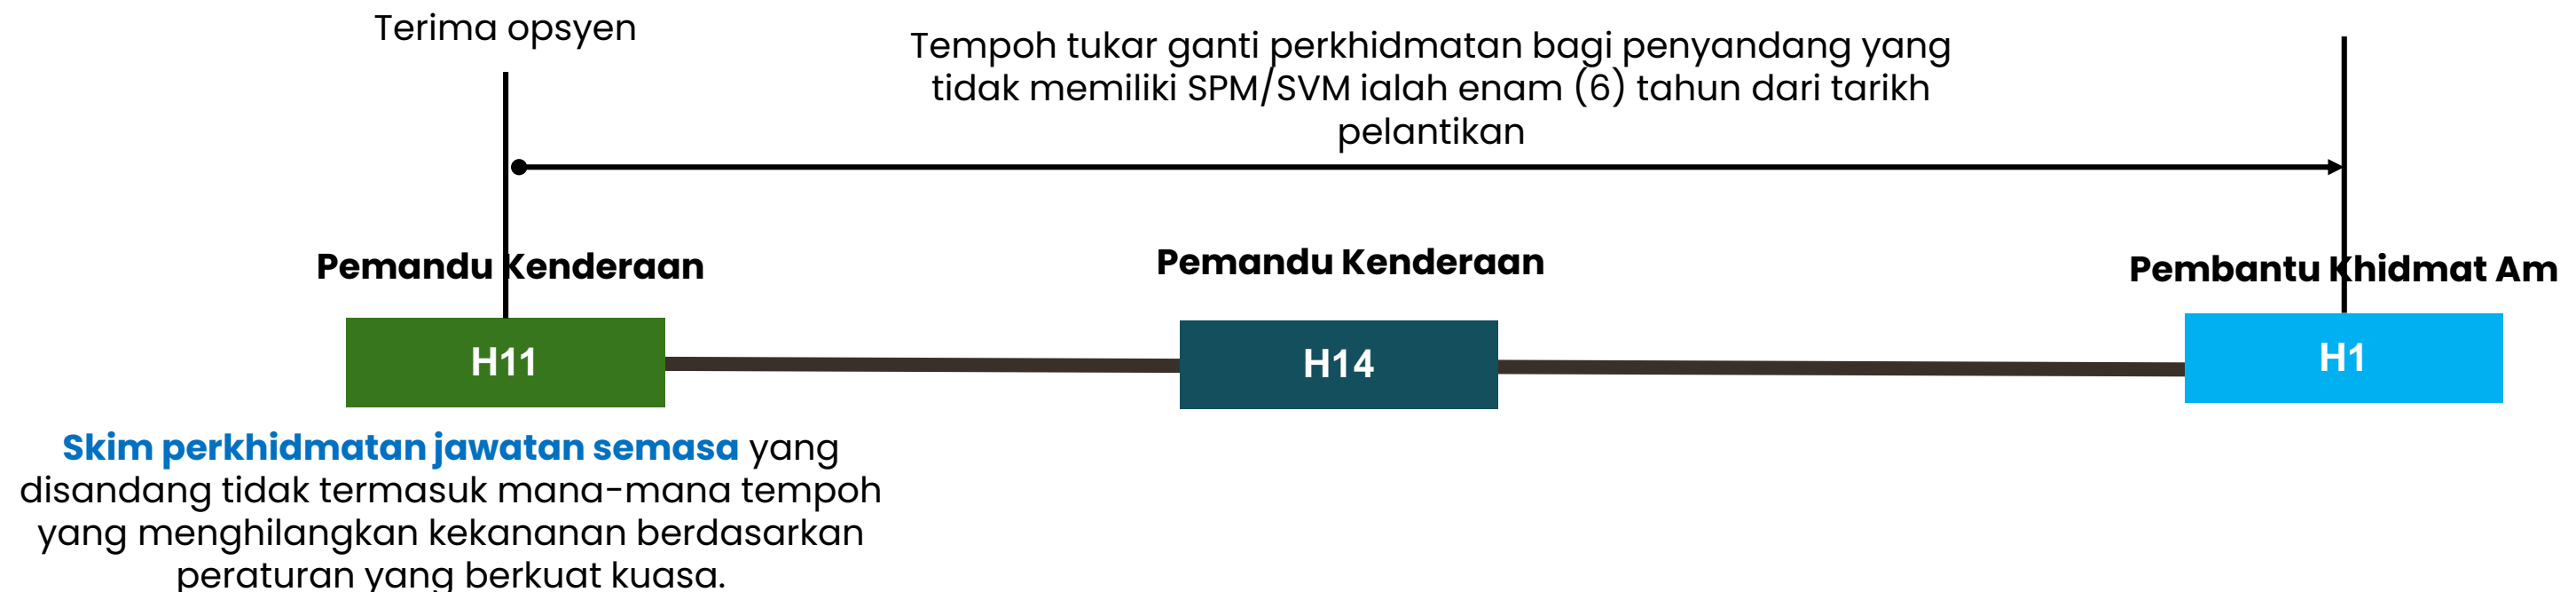 Terima opsyen
Tempoh tukar ganti perkhidmatan bagi penyandang yang
tidak memiliki SPM/SVM ialah enam (6) tahun dari tarikh
pelantikan
Pemandu Kenderaan
Pemandu Kenderaan
Pembantu Khidmat Am
H11
H14
H1
Skim perkhidmatan jawatan semasa yang
disandang tidak termasuk mana-mana tempoh
yang menghilangkan kekananan berdasarkan
peraturan yang berkuat kuasa.